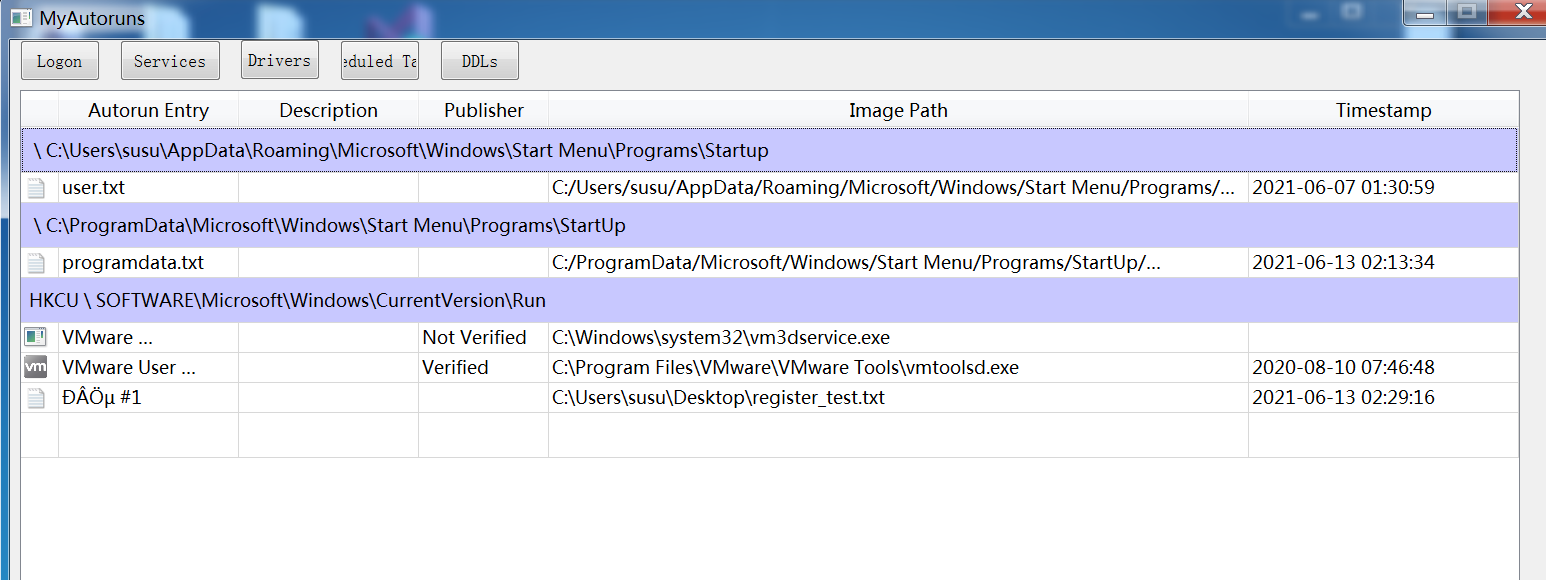 MyAutoruns
Logon Services Drivers eduled Ta DDLs
Autorun Entry Description Publisher Image Path Timestamp
\ C:\Users\susu\AppData\Roaming\Microsoft\Windows\Start Menu\Programs\Startup
user.txt C:/Users/susu/AppData/Roaming/Microsoft/Windows/Start Menu/Programs/... 2021-06-07 01:30:59
\ C:\ProgramData\Microsoft\Windows\Start Menu\Programs\StartUp
programdata.txt C:/ProgramData/Microsoft/Windows/Start Menu/Programs/StartUp/... 2021-06-13 02:13:34
HKCU \ SOFTWARE\Microsoft\Windows\CurrentVersion\Run
VMware ... Not Verified C:\Windows\system32\vm3dservice.exe
vm VMware User ... Verified C:\Program Files\VMware\VMware Tools\vmtoolsd.exe 2020-08-10 07:46:48
ÐÂÖµ #1 C:\Users\susu\Desktop\register_test.txt 2021-06-13 02:29:16